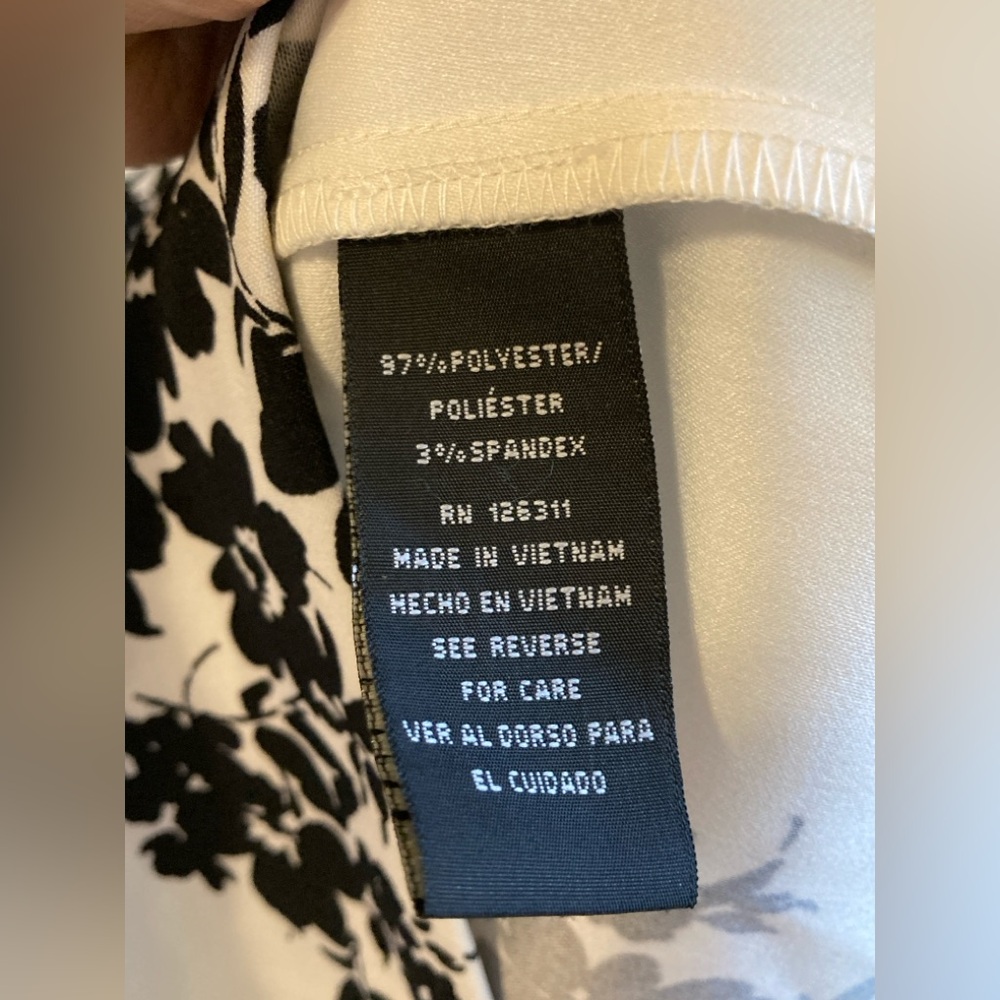 97%POLYESTER/
POLIÉSTER
3%SPANDEX
RN 126311
MADE IN VIETNAM
HECHO EN VIETNAM
SEE REVERSE
FOR CARE
VER AL DORSO PARA
EL CUIDADO